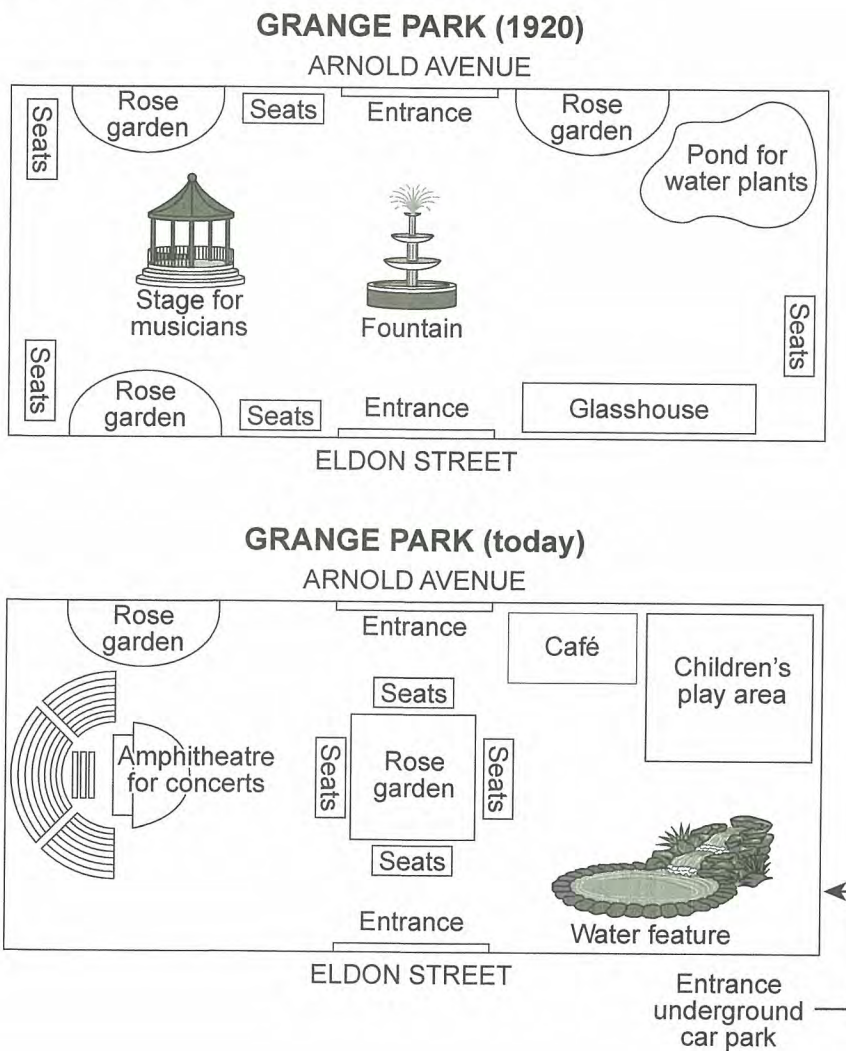 GRANGE PARK (1920)
ARNOLD AVENUE
Seats
Rose
garden
Seats
Entrance
Rose
garden
Pond for
water plants
Stage for
musicians
Fountain
Seats
Seats
Rose
garden
Seats
Entrance
Glasshouse
ELDON STREET
GRANGE PARK (today)
ARNOLD AVENUE
Rose
garden
Entrance
Café
Children's
play area
Seats
Amphitheatre
for concerts
Seats
Rose
garden
Seats
Seats
Entrance
Water feature
ELDON STREET
Entrance
underground
car park